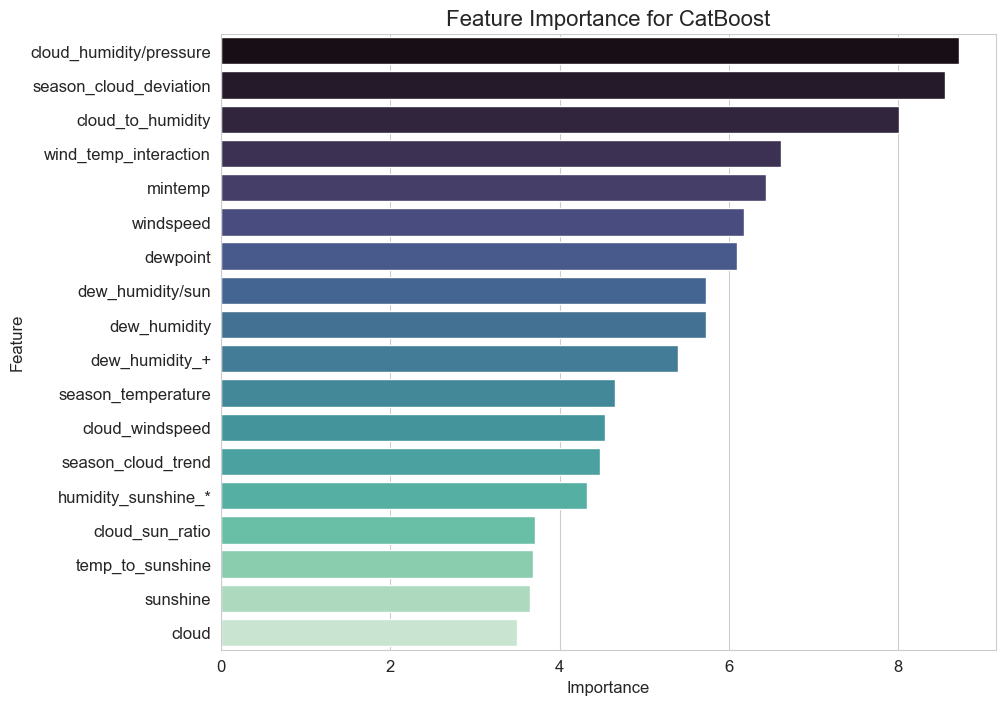 Feature Importance for CatBoost
cloud_humidity/pressure
season_cloud_deviation
cloud_to_humidity
wind_temp_interaction
mintemp
windspeed
dewpoint
dew_humidity/sun
dew_humidity
dew_humidity_+
season_temperature
cloud_windspeed
season_cloud_trend
humidity_sunshine_*
cloud_sun_ratio
temp_to_sunshine
sunshine
cloud
Feature
0 2 4 6 8
Importance